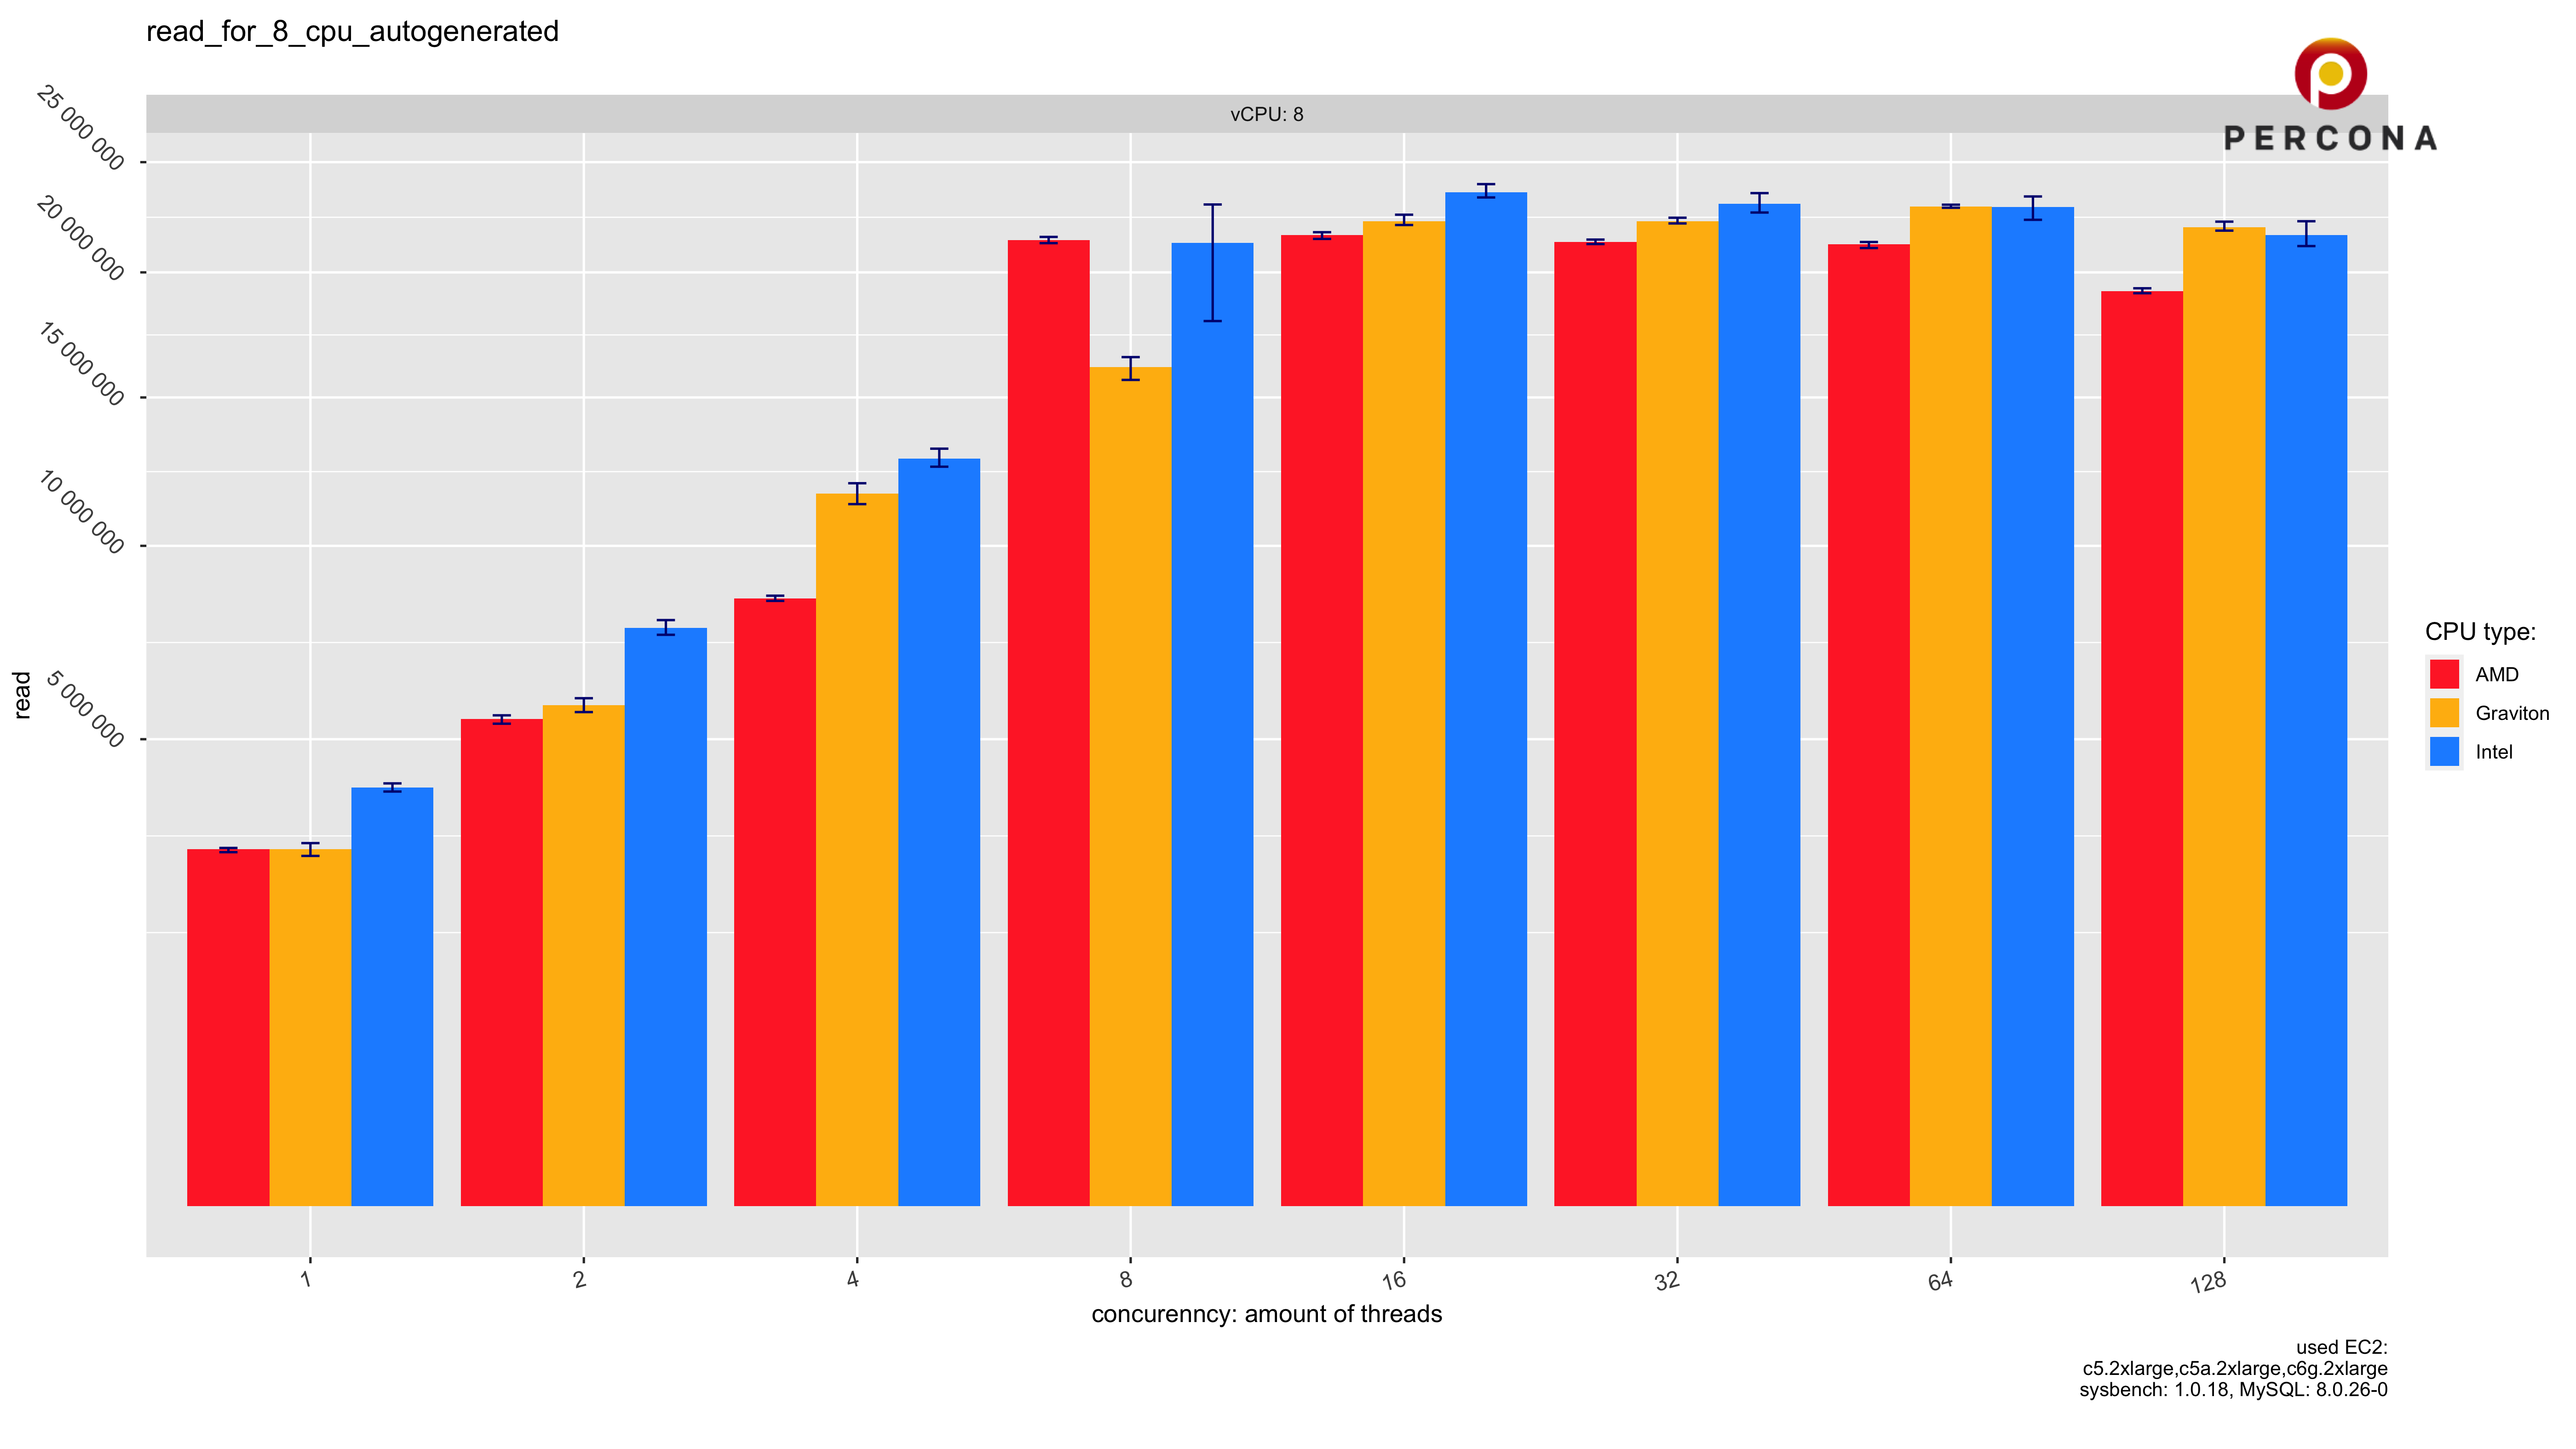 read_for_8_cpu_autogenerated
PERCONA
vCPU: 8
25 000 000
20 000 000
15 000 000
10 000 000
5 000 000
read
CPU type:
AMD
Graviton
Intel
1 2 4 8 16 32 64 128
concurenncy: amount of threads
used EC2:
c5.2xlarge,c5a.2xlarge,c6g.2xlarge
sysbench: 1.0.18, MySQL: 8.0.26-0